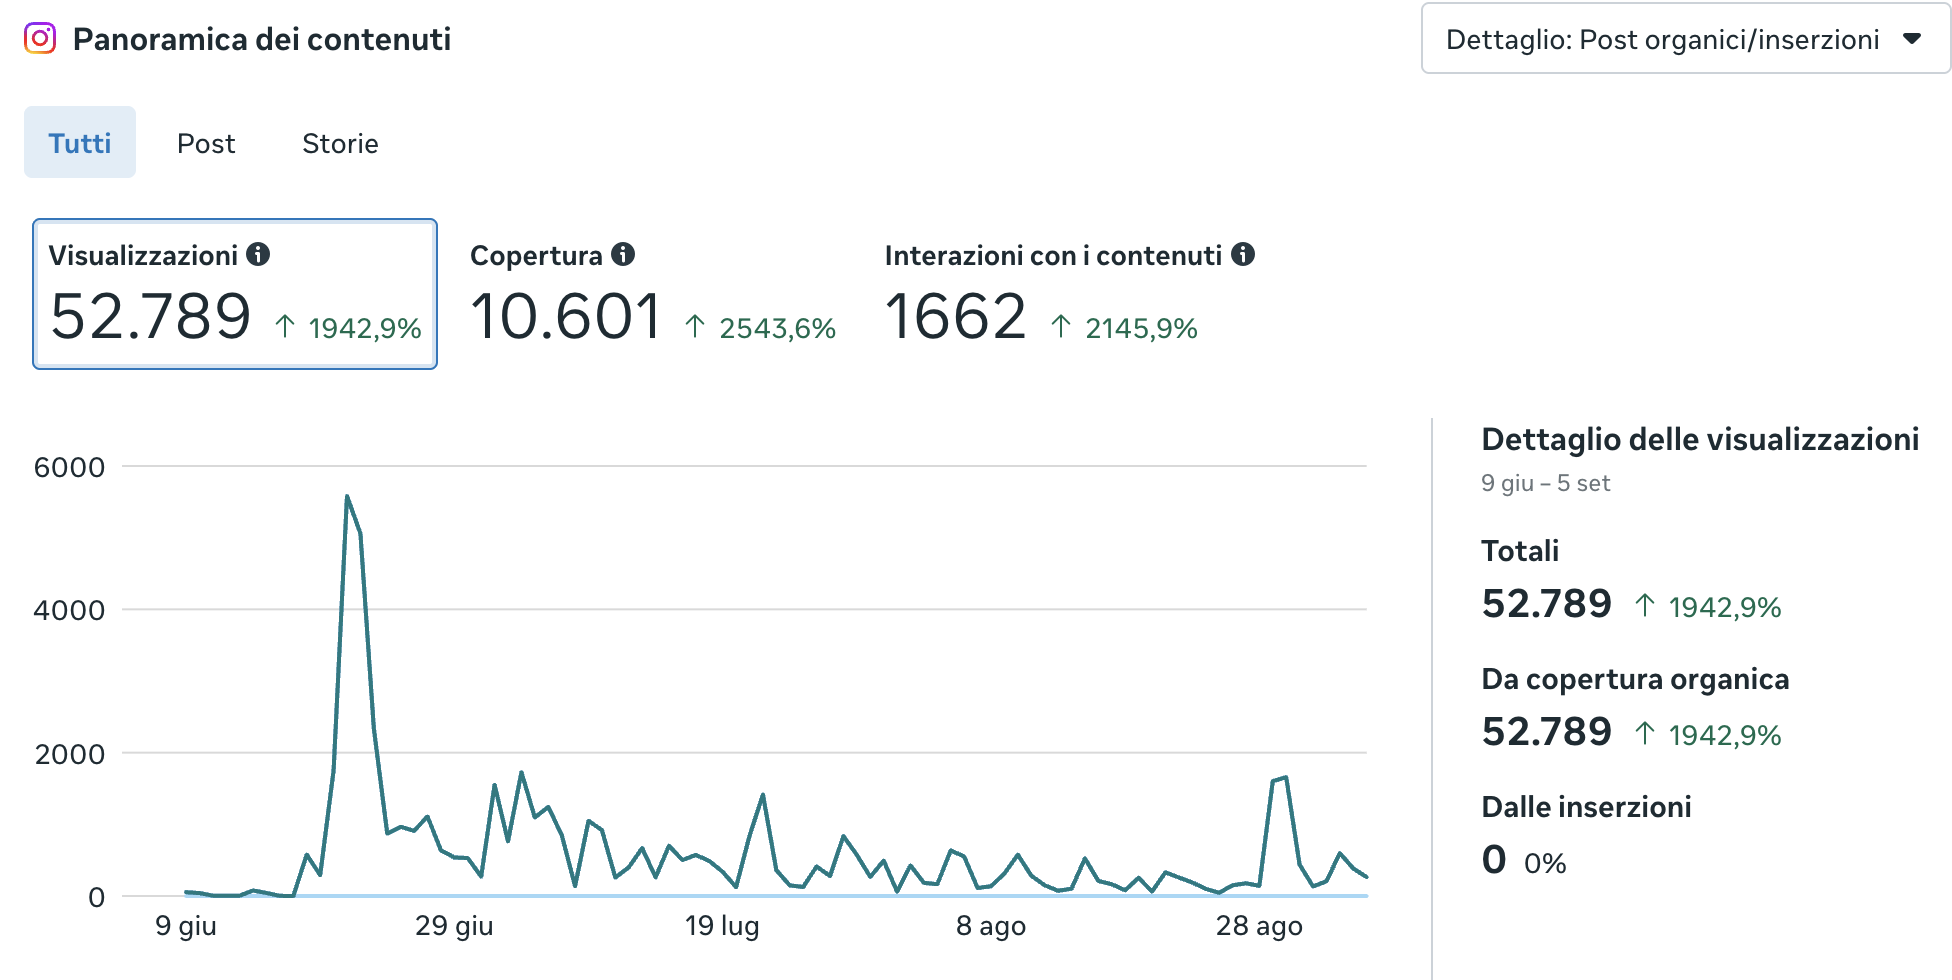 Panoramica dei contenuti
Dettaglio: Post organici/inserzioni
Tutti Post Storie
Visualizzazioni Copertura Interazioni con i contenuti
52.789 ↑ 1942,9% 10.601 ↑ 2543,6% 1662 ↑ 2145,9%
6000
4000
2000
0
9 giu 29 giu 19 lug 8 ago 28 ago
Dettaglio delle visualizzazioni
9 giu – 5 set
Totali
52.789 ↑ 1942,9%
Da copertura organica
52.789 ↑ 1942,9%
Dalle inserzioni
0 0%